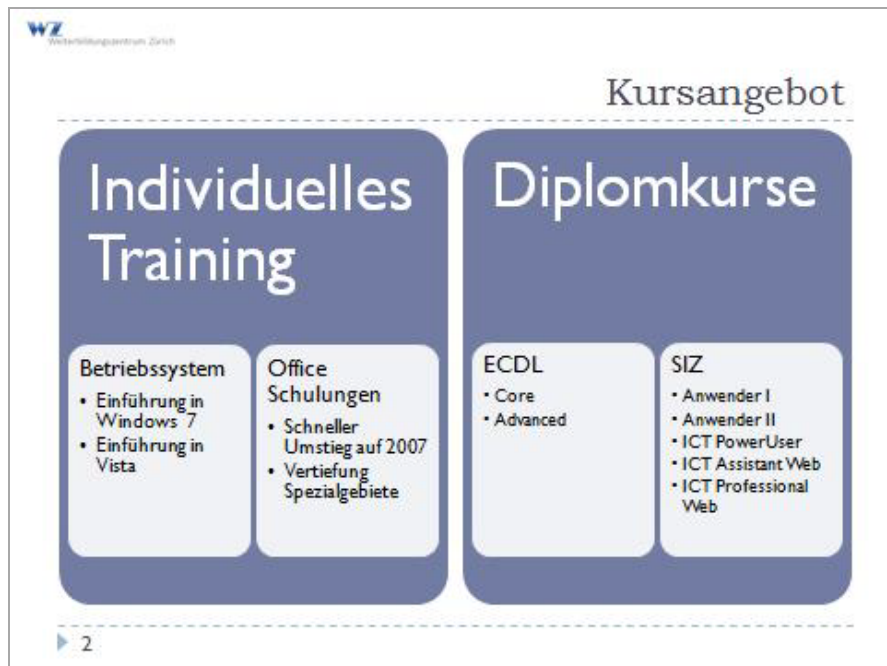 WZ
Weiterbildungszentrum Zürich
Kursangebot
Individuelles
Training
Betriebssystem
• Einführung in
Windows 7
• Einführung in
Vista
Office
Schulungen
• Schneller
Umstieg auf 2007
• Vertiefung
Spezialgebiete
Diplomkurse
ECDL
• Core
• Advanced
SIZ
• Anwender I
• Anwender II
• ICT PowerUser
• ICT Assistant Web
• ICT Professional
Web
2